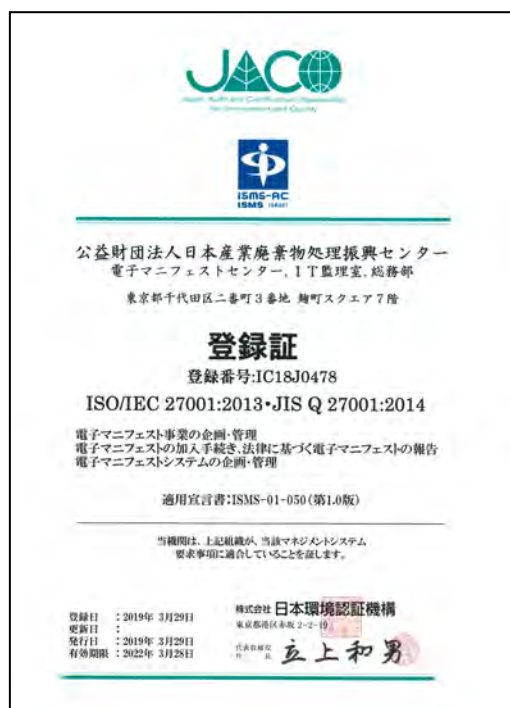 JACO
Japan Audit and Certification Organization
for Environment and Quality
ISMS-AC
ISMS
公益財団法人日本産業廃棄物処理振興センター
電子マニフェストセンター, IT監理室, 総務部
東京都千代田区二番町3番地 麹町スクエア7階
登録証
登録番号:IC18J0478
ISO/IEC 27001:2013・JIS Q 27001:2014
電子マニフェスト事業の企画・管理
電子マニフェストの加入手続き, 法律に基づく電子マニフェストの報告
電子マニフェストシステムの企画・管理
適用宣言書:ISMS-01-050(第1.0版)
当機関は、上記組織が、当該マネジメントシステム
要求事項に適合していることを証します。
登録日 :2019年 3月29日
更新日 :
発行日 :2019年 3月29日
有効期限 :2022年 3月28日
株式会社 日本環境認証機構
東京都港区赤坂2-2-19
立上和男